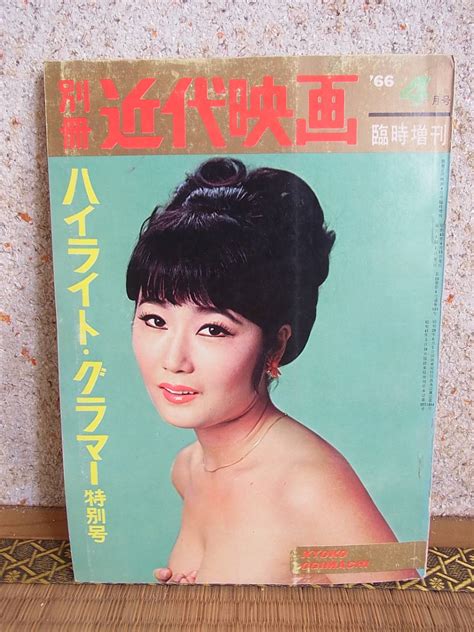 別冊 近代映画
'66 4月号
臨時増刊
ハイライト・グラマー特別号
KYOKO
OGIMACHI